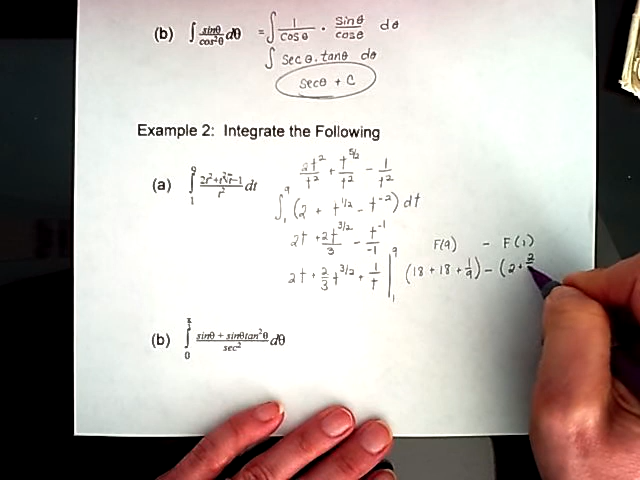 (b) ∫ sinθ/cos²θ dθ = ∫ 1/cosθ · sinθ/cosθ dθ
∫ secθ · tanθ dθ
secθ + C
Example 2: Integrate the Following
2t²/t² + t^5/2/t² - 1/t²
(a) ∫₁⁹ 2t²+t²√t-1/t² dt
∫₁⁹ (2 + t^1/2 - t^-2) dt
2t + 2t^3/2/3 - t^-1/-1
F(9) - F(1)
2t + 2/3 t^3/2 + 1/t |₁⁹ (18 + 18 + 1/9) - (2 + 2
(b) ∫ sinθ + sinθtan²θ/sec² dθ
0